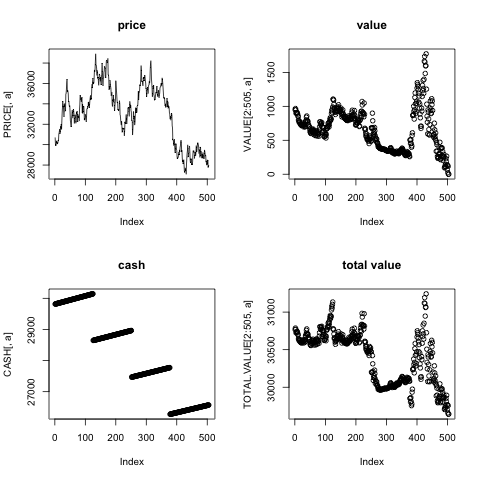 price
value
PRICE[, a]
28000 32000 36000
VALUE[2:505, a]
0 500 1000 1500
0 100 200 300 400 500
0 100 200 300 400 500
Index
Index
cash
total value
CASH[, a]
27000 29000
TOTAL.VALUE[2:505, a]
30000 30500 31000
0 100 200 300 400 500
0 100 200 300 400 500
Index
Index